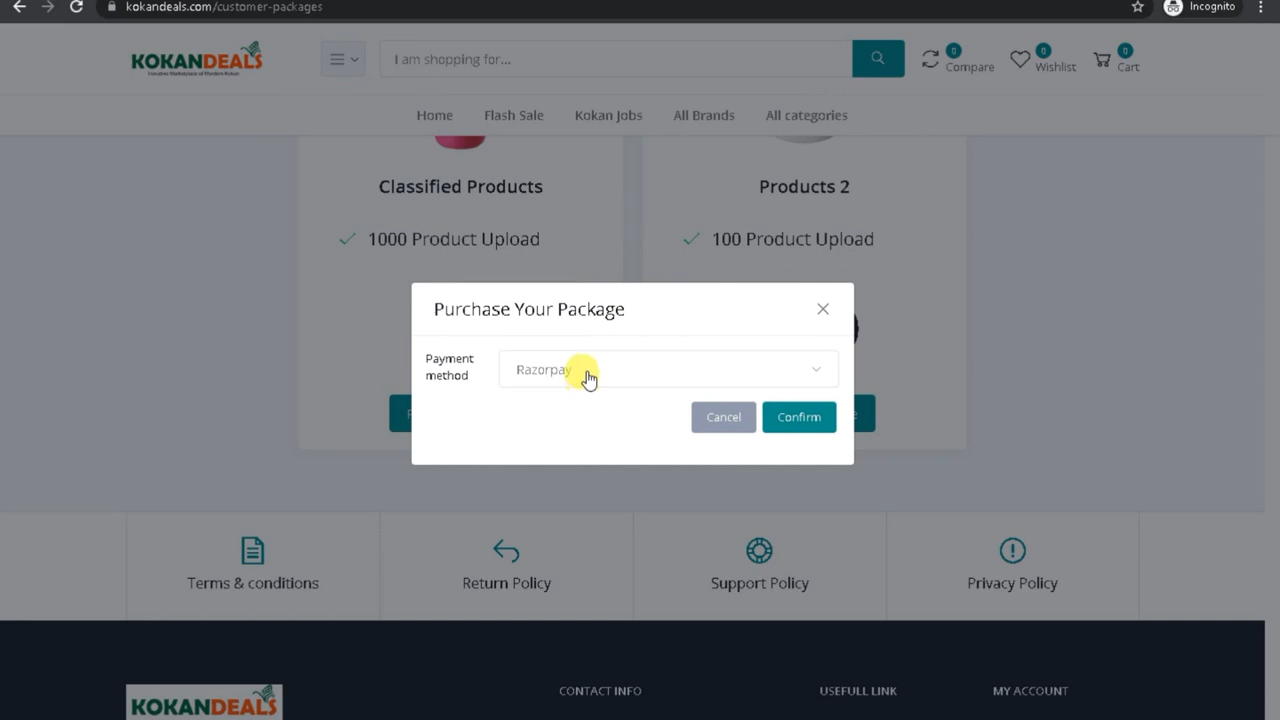 kokandeals.com/customer-packages
Incognito
KOKANDEALS
I am shopping for...
0
Compare
0
Wishlist
0
Cart
Home
Flash Sale
Kokan Jobs
All Brands
All categories
Classified Products
Products 2
1000 Product Upload
100 Product Upload
Purchase Your Package
Payment
method
Razorpay
Cancel
Confirm
Terms & conditions
Return Policy
Support Policy
Privacy Policy
KOKANDEALS
CONTACT INFO
USEFULL LINK
MY ACCOUNT